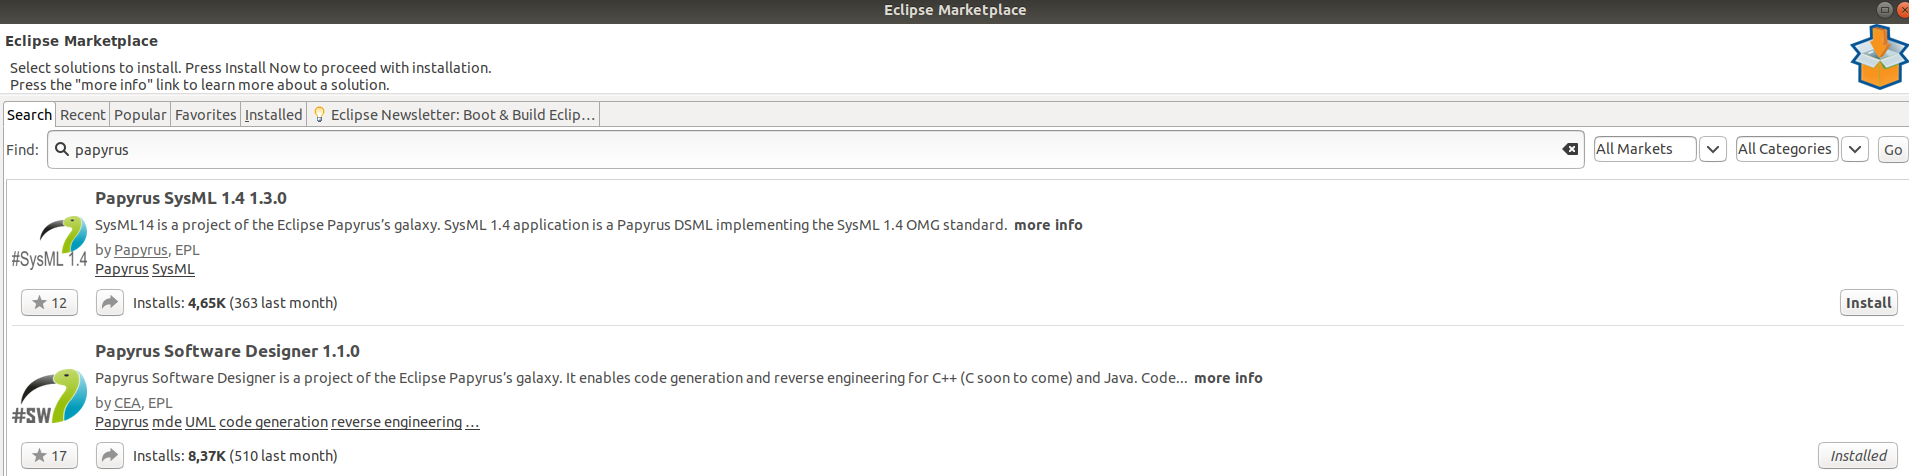 Eclipse Marketplace
Eclipse Marketplace
Select solutions to install. Press Install Now to proceed with installation.
Press the "more info" link to learn more about a solution.
Search Recent Popular Favorites Installed Eclipse Newsletter: Boot & Build Eclip...
Find: papyrus All Markets All Categories Go
Papyrus SysML 1.4 1.3.0
SysML14 is a project of the Eclipse Papyrus’s galaxy. SysML 1.4 application is a Papyrus DSML implementing the SysML 1.4 OMG standard. more info
#SysML 1.4
by Papyrus, EPL
Papyrus SysML
12 Installs: 4,65K (363 last month) Install
Papyrus Software Designer 1.1.0
Papyrus Software Designer is a project of the Eclipse Papyrus’s galaxy. It enables code generation and reverse engineering for C++ (C soon to come) and Java. Code... more info
#SW
by CEA, EPL
Papyrus mde UML code generation reverse engineering ...
17 Installs: 8,37K (510 last month) Installed